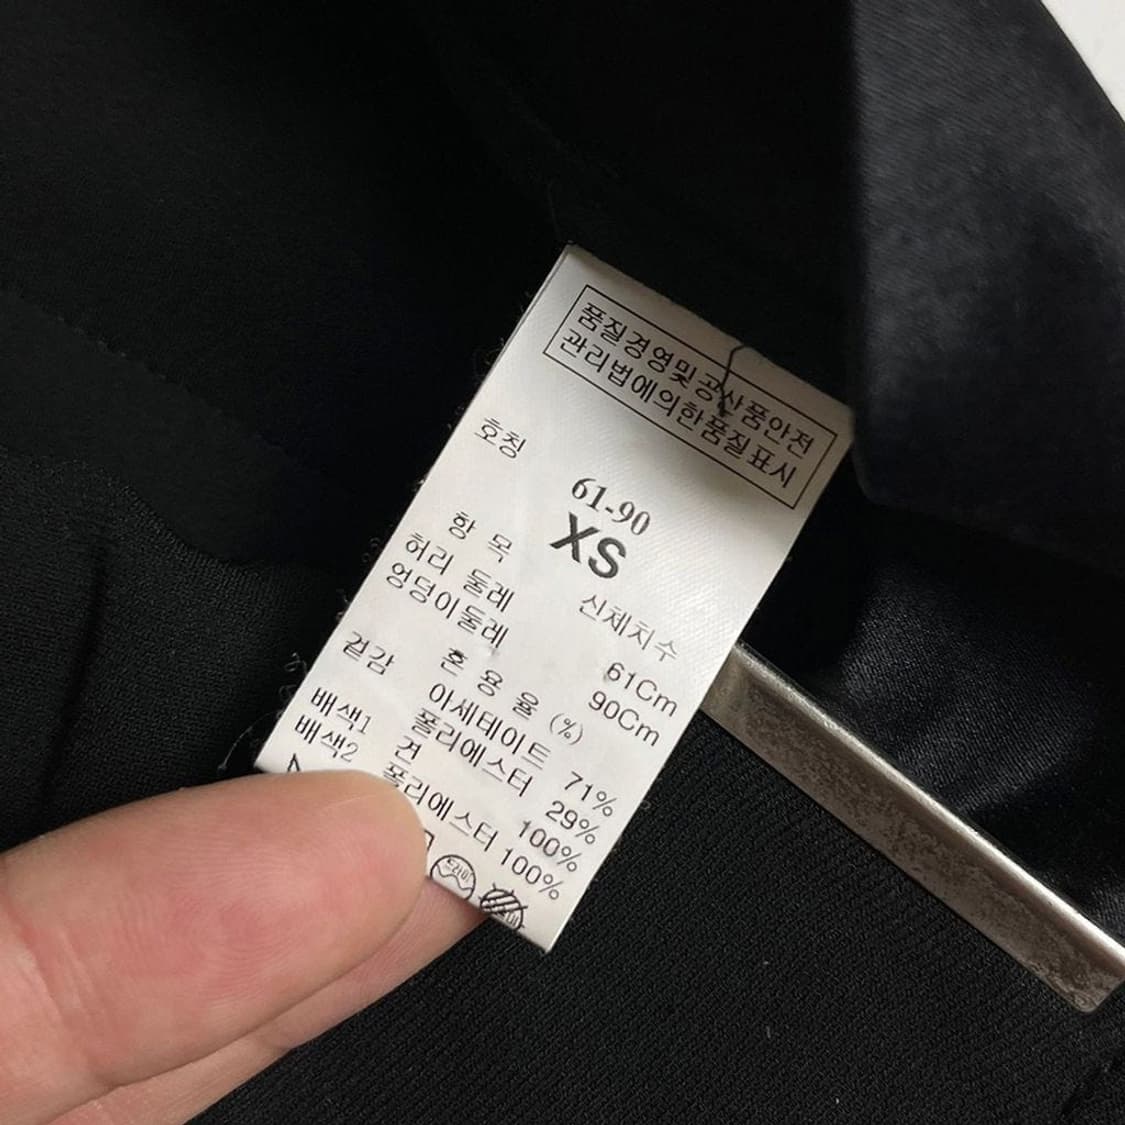 품질경영및공산품안전
관리법에의한품질표시
호칭
61-90
XS
항 목 신체치수
허리 둘레 61Cm
엉덩이둘레 90Cm
혼 용 율 (%)
겉감 아세테이트 71%
폴리에스터 29%
배색1 견 100%
배색2 폴리에스터 100%
드라이